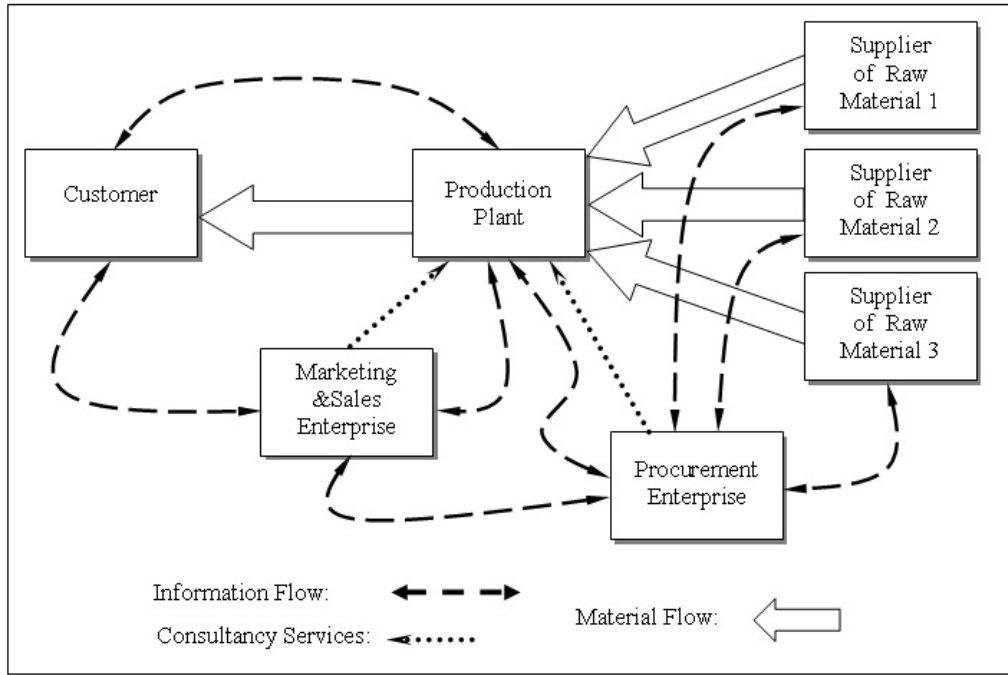 Supplier
of Raw
Material 1
Customer
Production
Plant
Supplier
of Raw
Material 2
Supplier
of Raw
Material 3
Marketing
&Sales
Enterprise
Procurement
Enterprise
Information Flow:
Material Flow:
Consultancy Services: